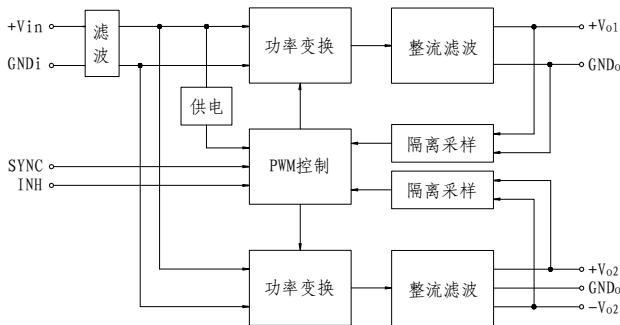 +Vin
滤波
功率变换
整流滤波
+Vo1
GNDi
GNDo
供电
隔离采样
SYNC
PWM控制
INH
隔离采样
功率变换
整流滤波
+Vo2
GNDo
-Vo2